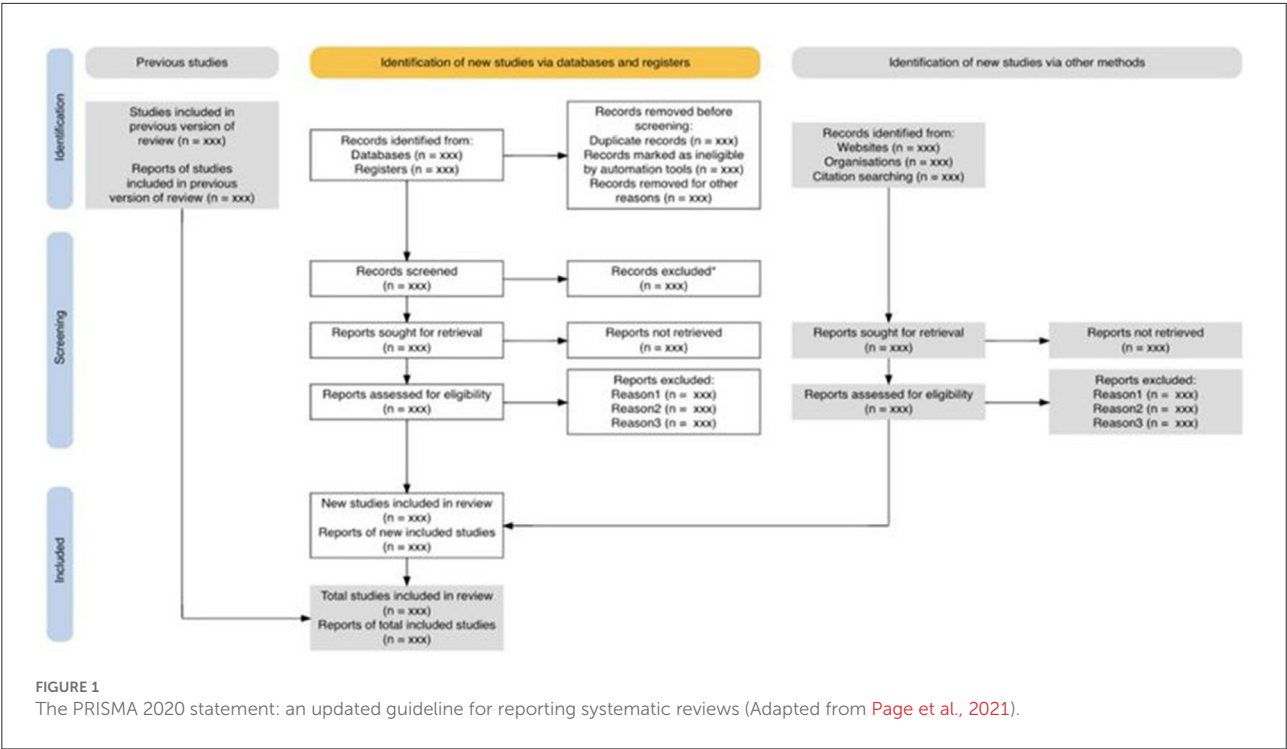 Identification
Previous studies
Studies included in
previous version of
review (n = xxx)
Reports of studies
included in previous
version of review (n = xxx)
Identification of new studies via databases and registers
Records identified from:
Databases (n = xxx)
Registers (n = xxx)
Records removed before
screening:
Duplicate records (n = xxx)
Records marked as ineligible
by automation tools (n = xxx)
Records removed for other
reasons (n = xxx)
Identification of new studies via other methods
Records identified from:
Websites (n = xxx)
Organisations (n = xxx)
Citation searching (n = xxx)
Screening
Records screened
(n = xxx)
Records excluded*
(n = xxx)
Reports sought for retrieval
(n = xxx)
Reports not retrieved
(n = xxx)
Reports assessed for eligibility
(n = xxx)
Reports excluded:
Reason1 (n = xxx)
Reason2 (n = xxx)
Reason3 (n = xxx)
Reports sought for retrieval
(n = xxx)
Reports not retrieved
(n = xxx)
Reports assessed for eligibility
(n = xxx)
Reports excluded:
Reason1 (n = xxx)
Reason2 (n = xxx)
Reason3 (n = xxx)
Included
New studies included in review
(n = xxx)
Reports of new included studies
(n = xxx)
Total studies included in review
(n = xxx)
Reports of total included studies
(n = xxx)
FIGURE 1
The PRISMA 2020 statement: an updated guideline for reporting systematic reviews (Adapted from Page et al., 2021).